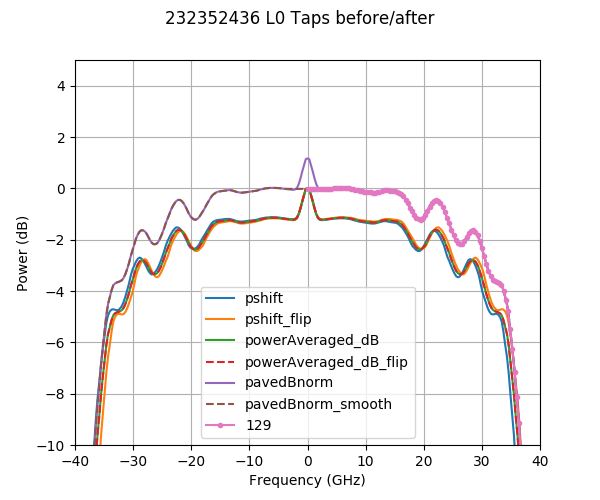 232352436 L0 Taps before/after
4
2
0
−2
−4
−6
−8
−10
Power (dB)
pshift
pshift_flip
powerAveraged_dB
powerAveraged_dB_flip
pavedBnorm
pavedBnorm_smooth
129
−40 −30 −20 −10 0 10 20 30 40
Frequency (GHz)